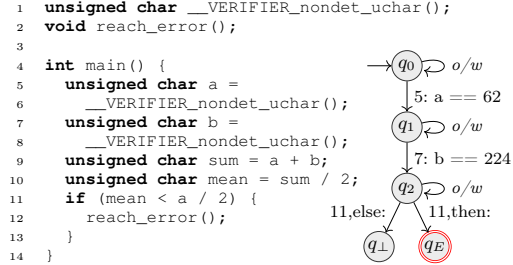 1 unsigned char __VERIFIER_nondet_uchar();
2 void reach_error();
3
4 int main() {
5 unsigned char a =
6 __VERIFIER_nondet_uchar();
7 unsigned char b =
8 __VERIFIER_nondet_uchar();
9 unsigned char sum = a + b;
10 unsigned char mean = sum / 2;
11 if (mean < a / 2) {
12 reach_error();
13 }
14 }
q0 o/w
5: a == 62
q1 o/w
7: b == 224
q2 o/w
11,else: 11,then:
q⊥ qE